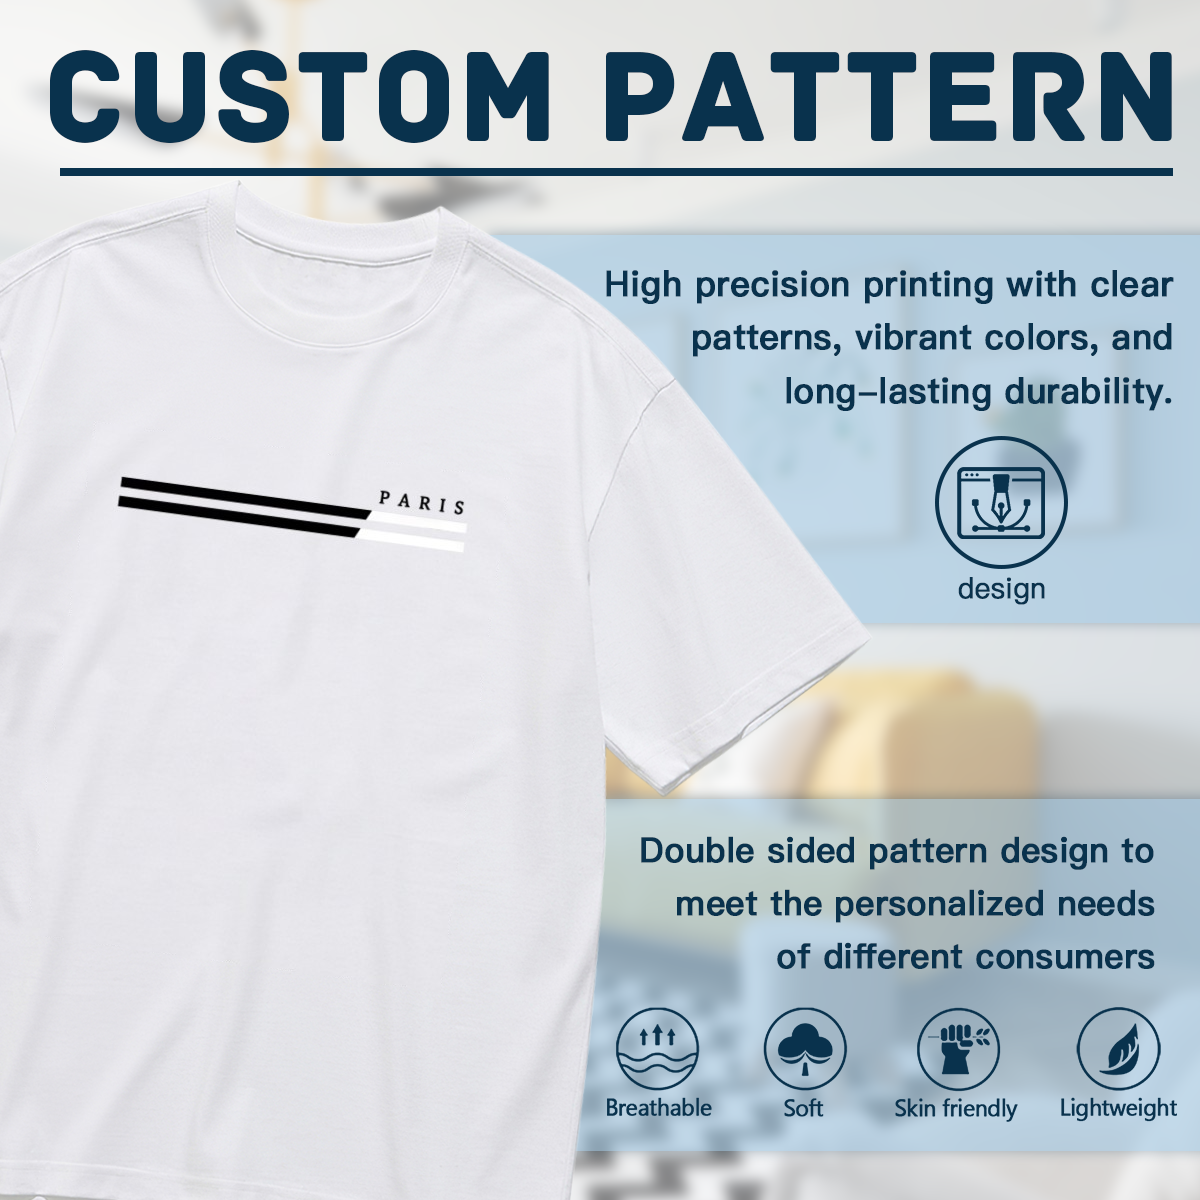 CUSTOM PATTERN
High precision printing with clear
patterns, vibrant colors, and
long-lasting durability.
PARIS
design
Double sided pattern design to
meet the personalized needs
of different consumers
Breathable
Soft
Skin friendly
Lightweight